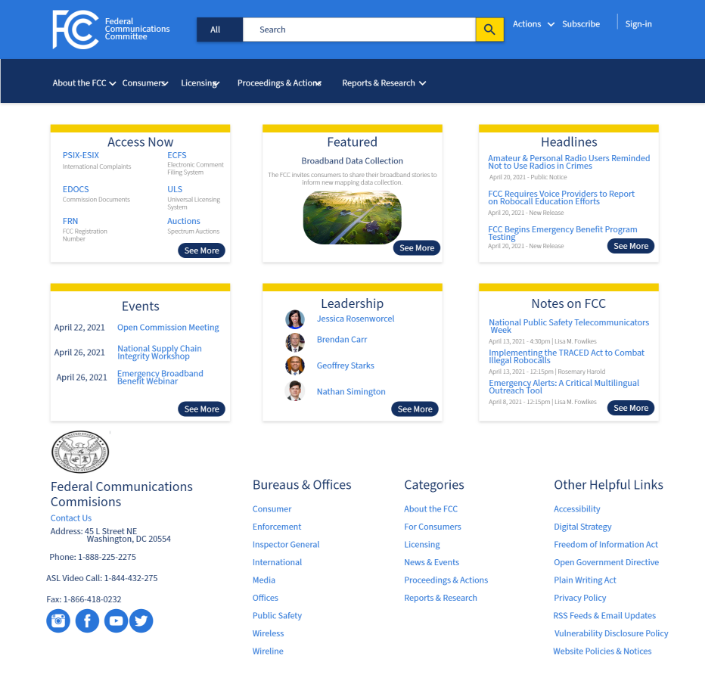 FCC Federal
Communications
Committee
All Search
Actions Subscribe Sign-in
About the FCC Consumers Licensing Proceedings & Actions Reports & Research
Access Now
PSIX-ESIX
International Complaints
ECFS
Electronic Comment
Filing System
EDOCS
Commission Documents
ULS
Universal Licensing
System
FRN
FCC Registration
Number
Auctions
Spectrum Auctions
See More
Featured
Broadband Data Collection
The FCC invites consumers to share their broadband stories to
inform new mapping data collection.
See More
Headlines
Amateur & Personal Radio Users Reminded
Not to Use Radios in Crimes
April 20, 2021 - Public Notice
FCC Requires Voice Providers to Report
on Robocall Education Efforts
April 20, 2021 - New Release
FCC Begins Emergency Benefit Program
Testing
April 20, 2021 - New Release
See More
Events
April 22, 2021 Open Commission Meeting
April 26, 2021 National Supply Chain
Integrity Workshop
April 26, 2021 Emergency Broadband
Benefit Webinar
See More
Leadership
Jessica Rosenworcel
Brendan Carr
Geoffrey Starks
Nathan Simington
See More
Notes on FCC
National Public Safety Telecommunicators
Week
April 13, 2021 - 4:30pm | Lisa M. Fowlkes
Implementing the TRACED Act to Combat
Illegal Robocalls
April 13, 2021 - 12:15pm | Rosemary Harold
Emergency Alerts: A Critical Multilingual
Outreach Tool
April 8, 2021 - 12:15pm | Lisa M. Fowlkes
See More
Federal Communications
Commisions
Contact Us
Address: 45 L Street NE
Washington, DC 20554
Phone: 1-888-225-2275
ASL Video Call: 1-844-432-275
Fax: 1-866-418-0232
Bureaus & Offices
Consumer
Enforcement
Inspector General
International
Media
Offices
Public Safety
Wireless
Wireline
Categories
About the FCC
For Consumers
Licensing
News & Events
Proceedings & Actions
Reports & Research
Other Helpful Links
Accessibility
Digital Strategy
Freedom of Information Act
Open Government Directive
Plain Writing Act
Privacy Policy
RSS Feeds & Email Updates
Vulnerability Disclosure Policy
Website Policies & Notices